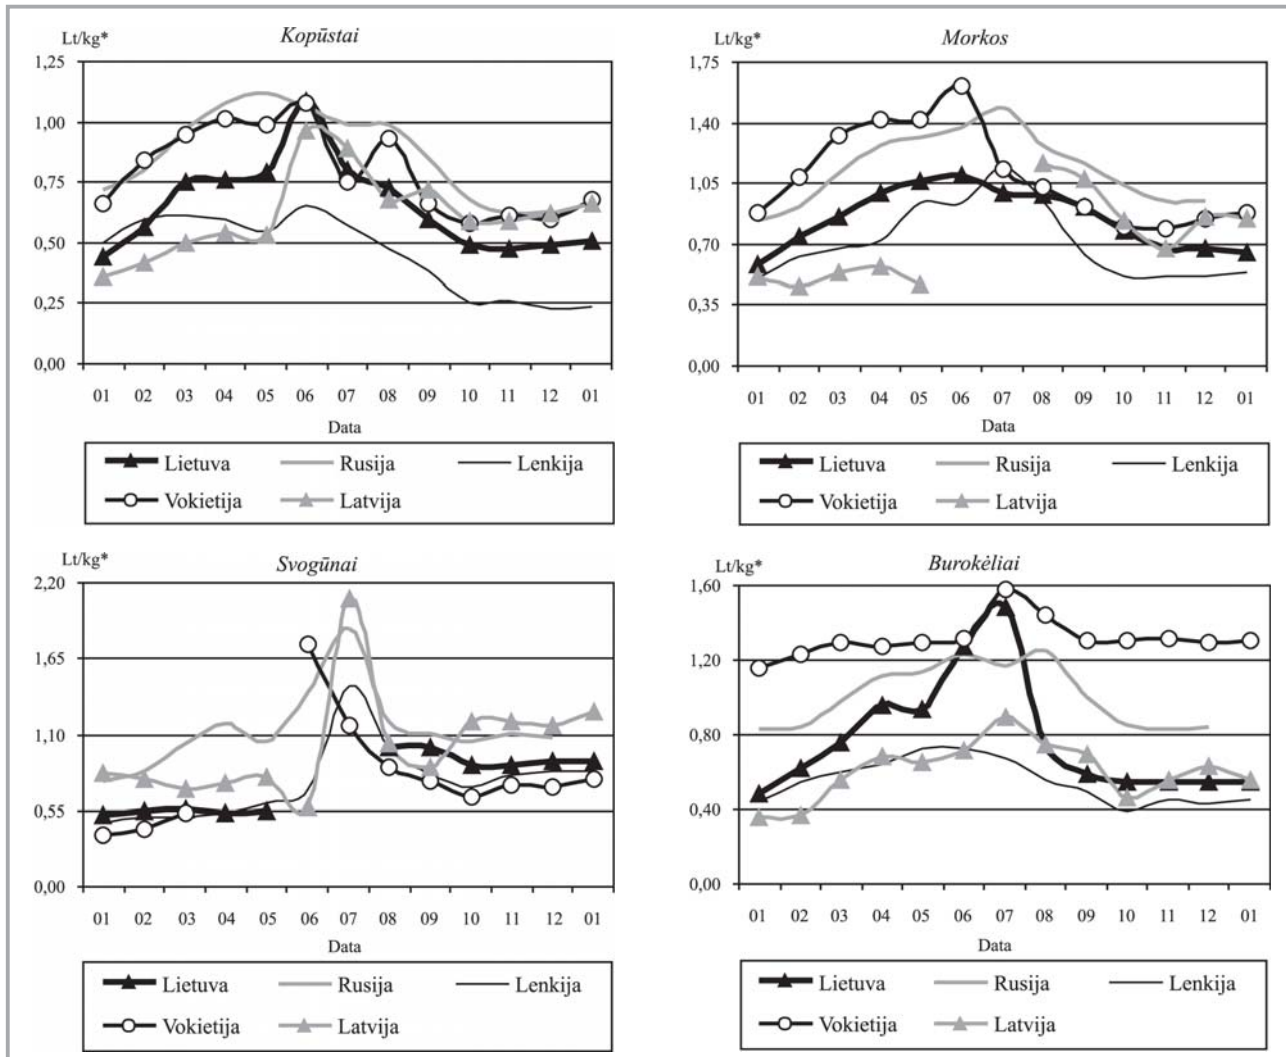 Kopūstai
Lt/kg*
1,25
1,00
0,75
0,50
0,25
0,00
01 02 03 04 05 06 07 08 09 10 11 12 01
Data
Lietuva Rusija Lenkija
Vokietija Latvija
Morkos
Lt/kg*
1,75
1,40
1,05
0,70
0,35
0,00
01 02 03 04 05 06 07 08 09 10 11 12 01
Data
Lietuva Rusija Lenkija
Vokietija Latvija
Svogūnai
Lt/kg*
2,20
1,65
1,10
0,55
0,00
01 02 03 04 05 06 07 08 09 10 11 12 01
Data
Lietuva Rusija Lenkija
Vokietija Latvija
Burokėliai
Lt/kg*
1,60
1,20
0,80
0,40
0,00
01 02 03 04 05 06 07 08 09 10 11 12 01
Data
Lietuva Rusija Lenkija
Vokietija Latvija